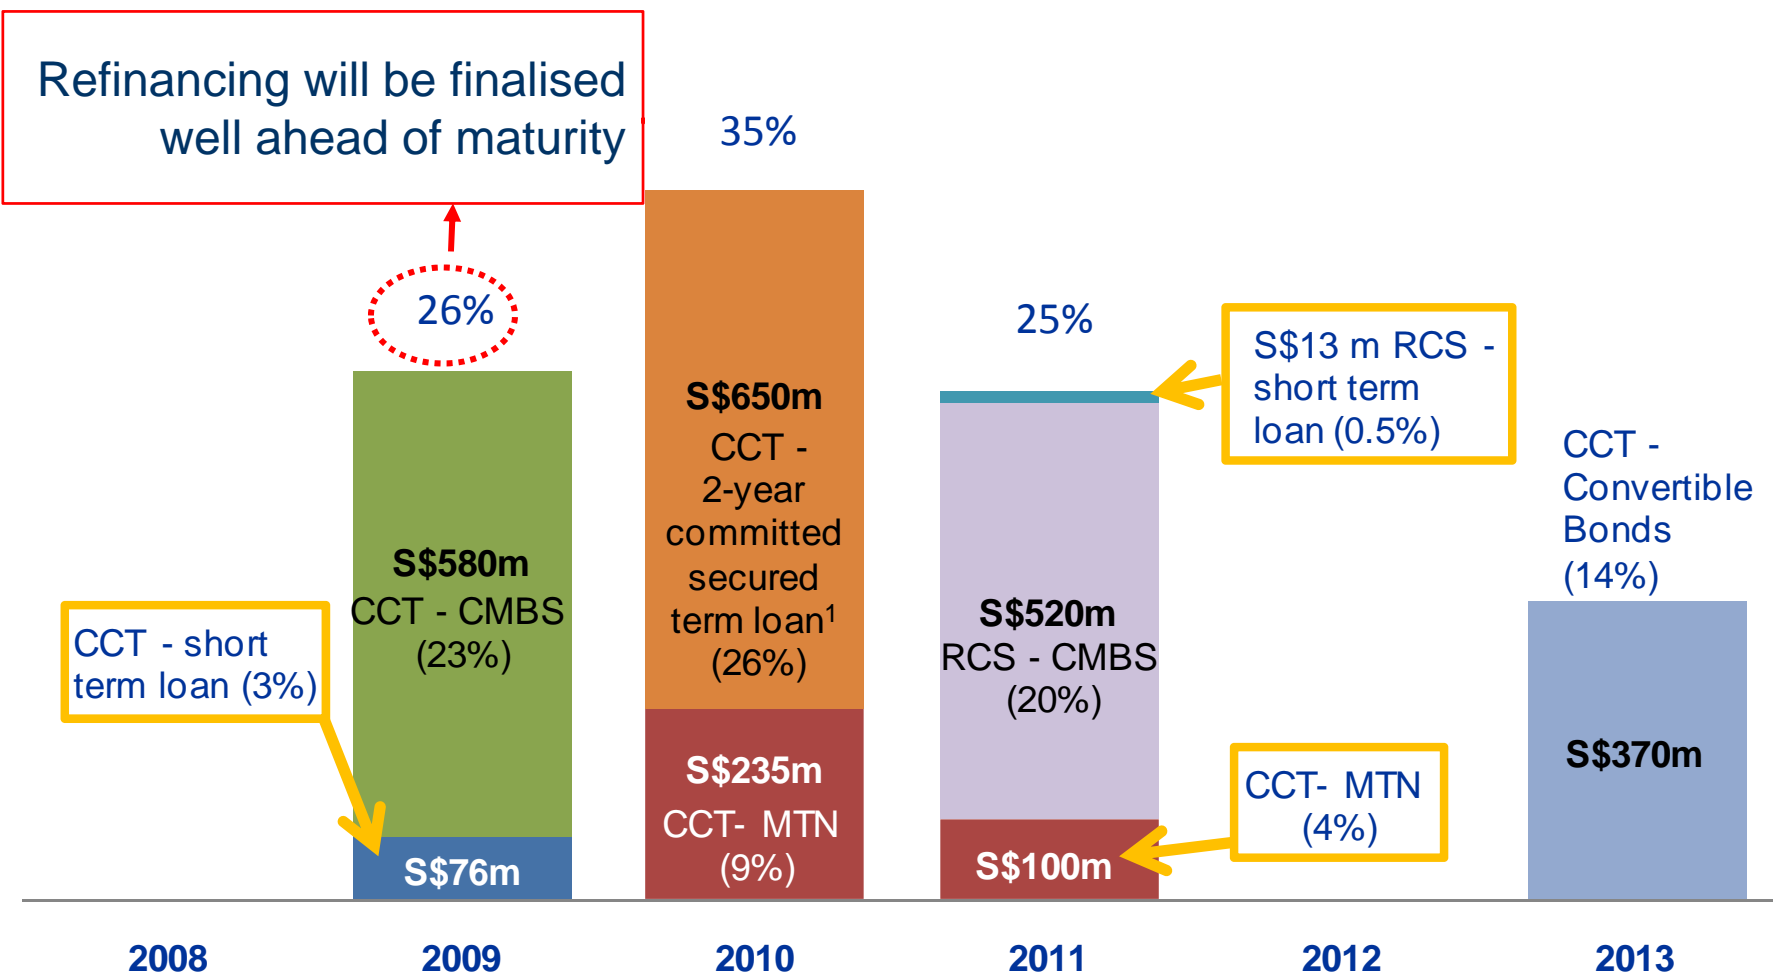 Refinancing will be finalised
well ahead of maturity
35%
26%
25%
S$13 m RCS -
short term
loan (0.5%)
S$650m
CCT -
2-year
committed
secured
term loan¹
(26%)
CCT -
Convertible
Bonds
(14%)
S$580m
CCT - CMBS
(23%)
S$520m
RCS - CMBS
(20%)
CCT - short
term loan (3%)
S$370m
S$235m
CCT- MTN
(9%)
CCT- MTN
(4%)
S$76m
S$100m
2008
2009
2010
2011
2012
2013